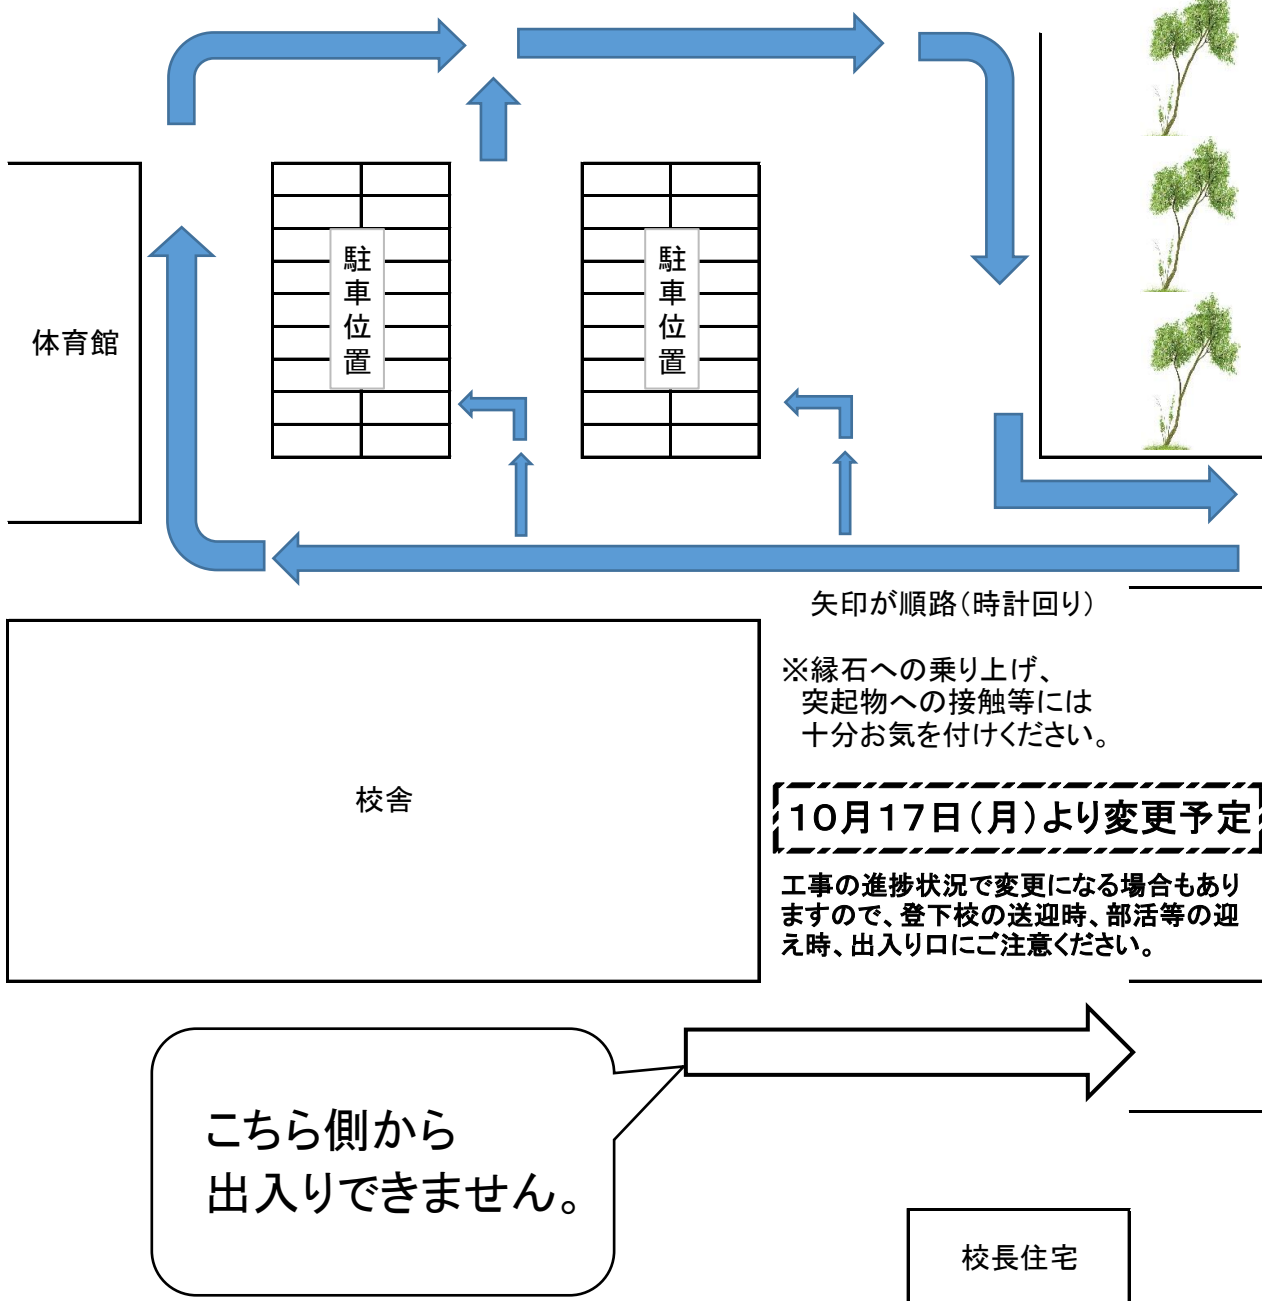 駐車位置
駐車位置
体育館
矢印が順路(時計回り)
※縁石への乗り上げ、
突起物への接触等には
十分お気を付けください。
校舎
10月17日(月)より変更予定
工事の進捗状況で変更になる場合もあり
ますので、登下校の送迎時、部活等の迎
え時、出入り口にご注意ください。
こちら側から
出入りできません。
校長住宅